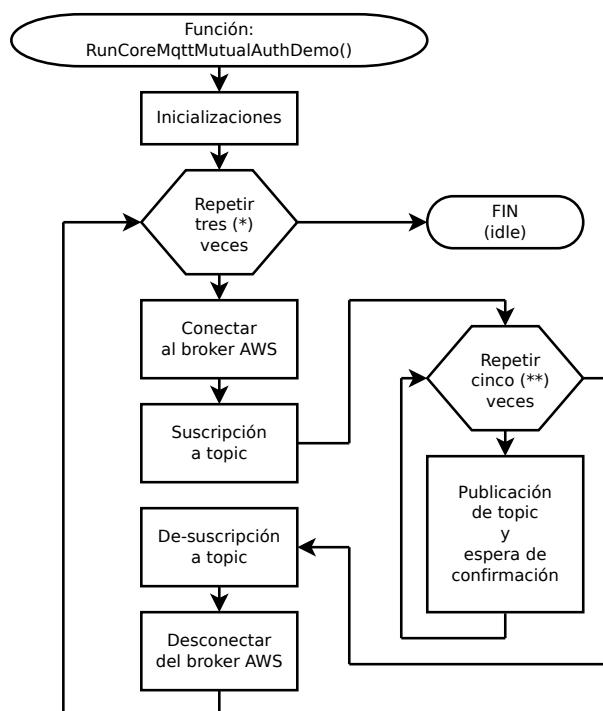 Función:
RunCoreMqttMutualAuthDemo()
Inicializaciones
Repetir
tres (*)
veces
FIN
(idle)
Conectar
al broker AWS
Suscripción
a topic
Repetir
cinco (**)
veces
Publicación
de topic
y
espera de
confirmación
De-suscripción
a topic
Desconectar
del broker AWS